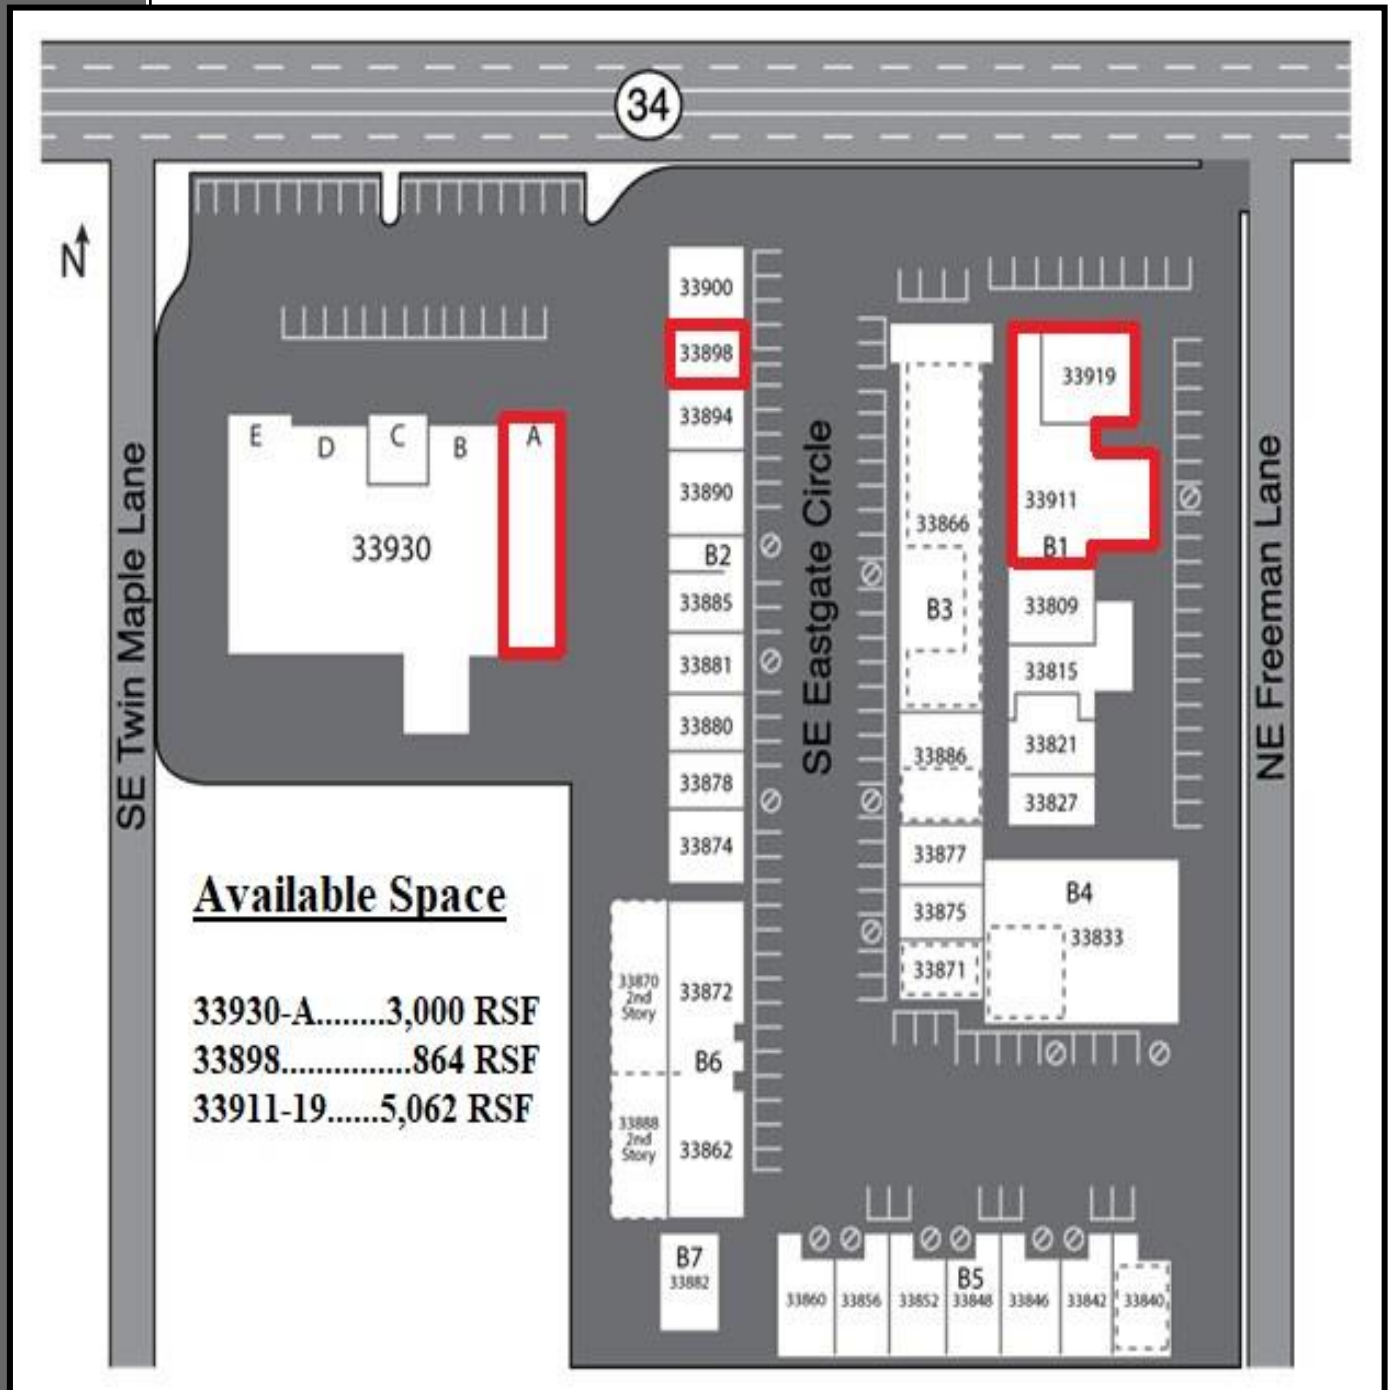 34
N
33900
33898
33894
33890
B2
33885
33881
33880
33878
33874
33919
33911
B1
33809
33815
33821
33827
E
D
C
B
A
33930
33866
B3
33886
33877
33875
33871
B4
33833
SE Twin Maple Lane
SE Eastgate Circle
NE Freeman Lane
Available Space
33930-A........3,000 RSF
33898...............864 RSF
33911-19......5,062 RSF
33870
2nd
Story
33872
B6
33888
2nd
Story
33862
B7
33882
B5
33860
33856
33852
33848
33846
33842
33840